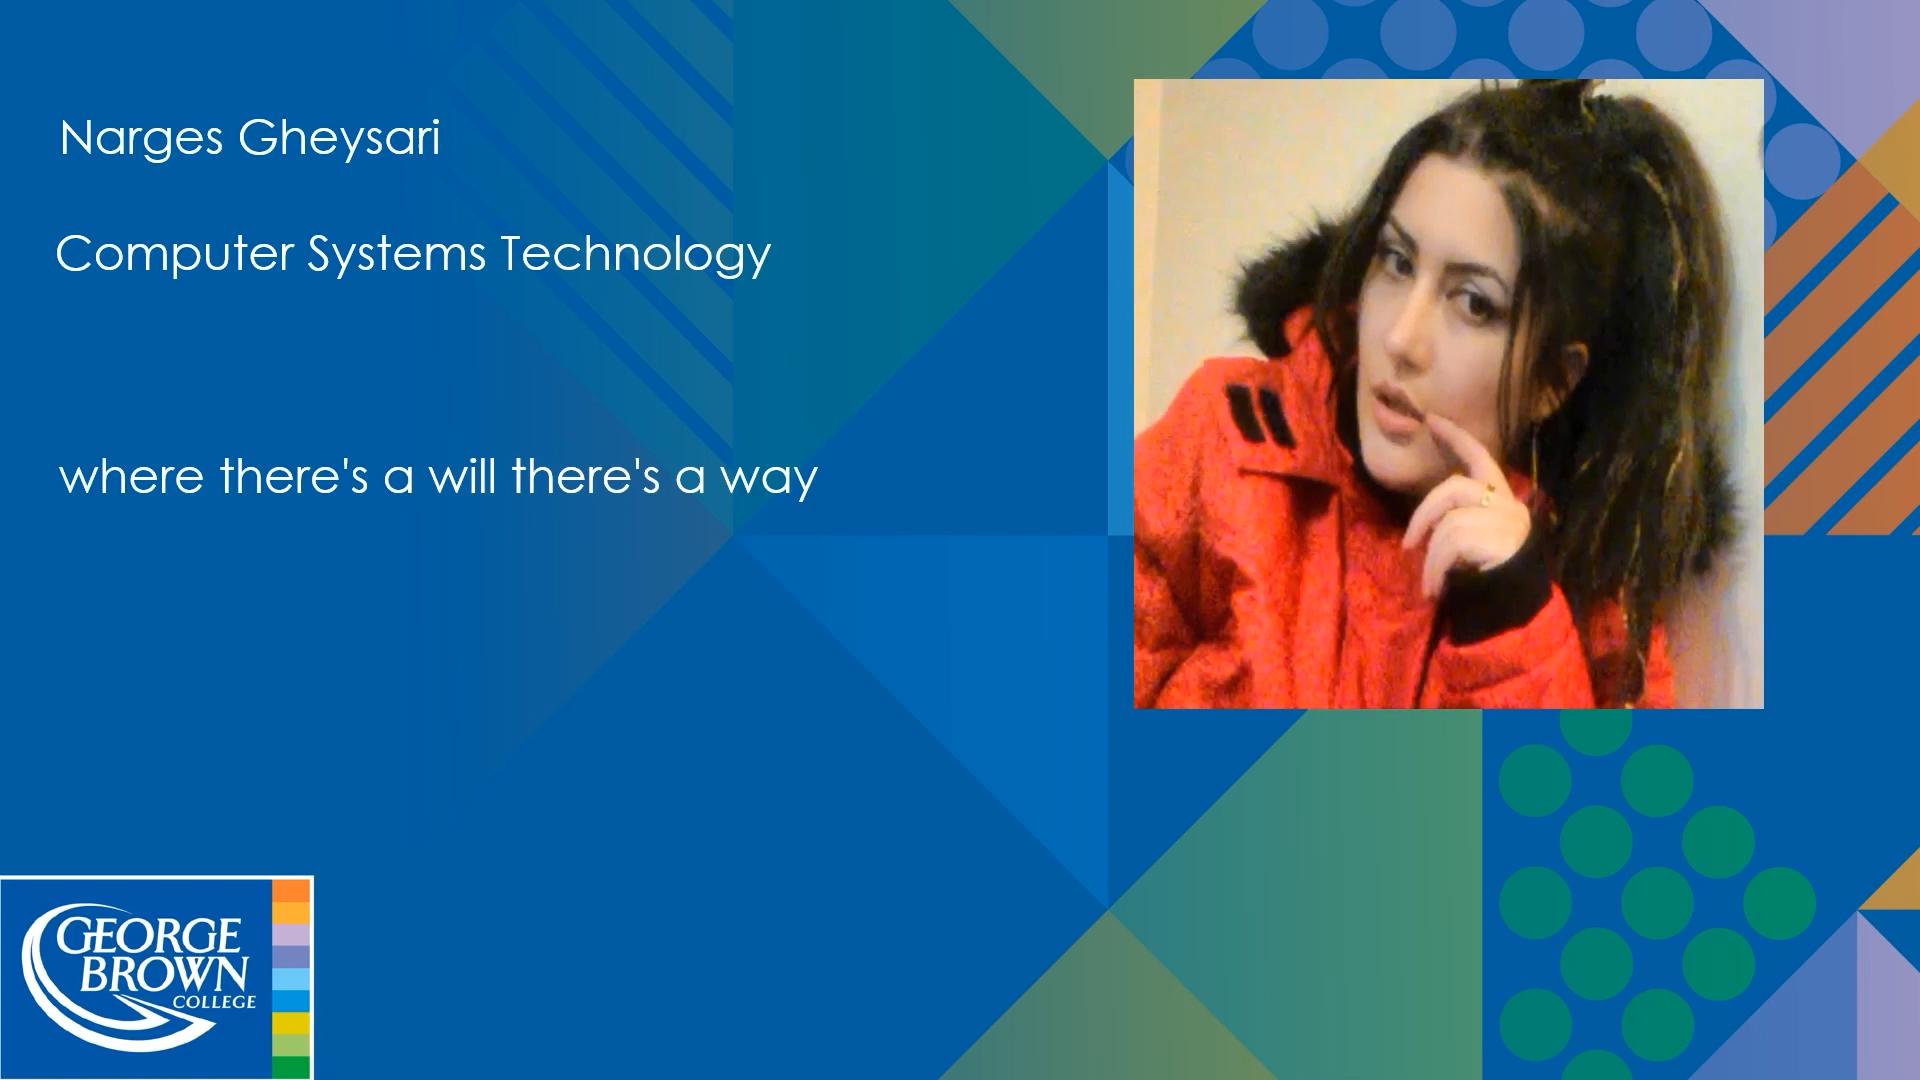 Narges Gheysari
Computer Systems Technology
where there's a will there's a way
GEORGE
BROWN
COLLEGE